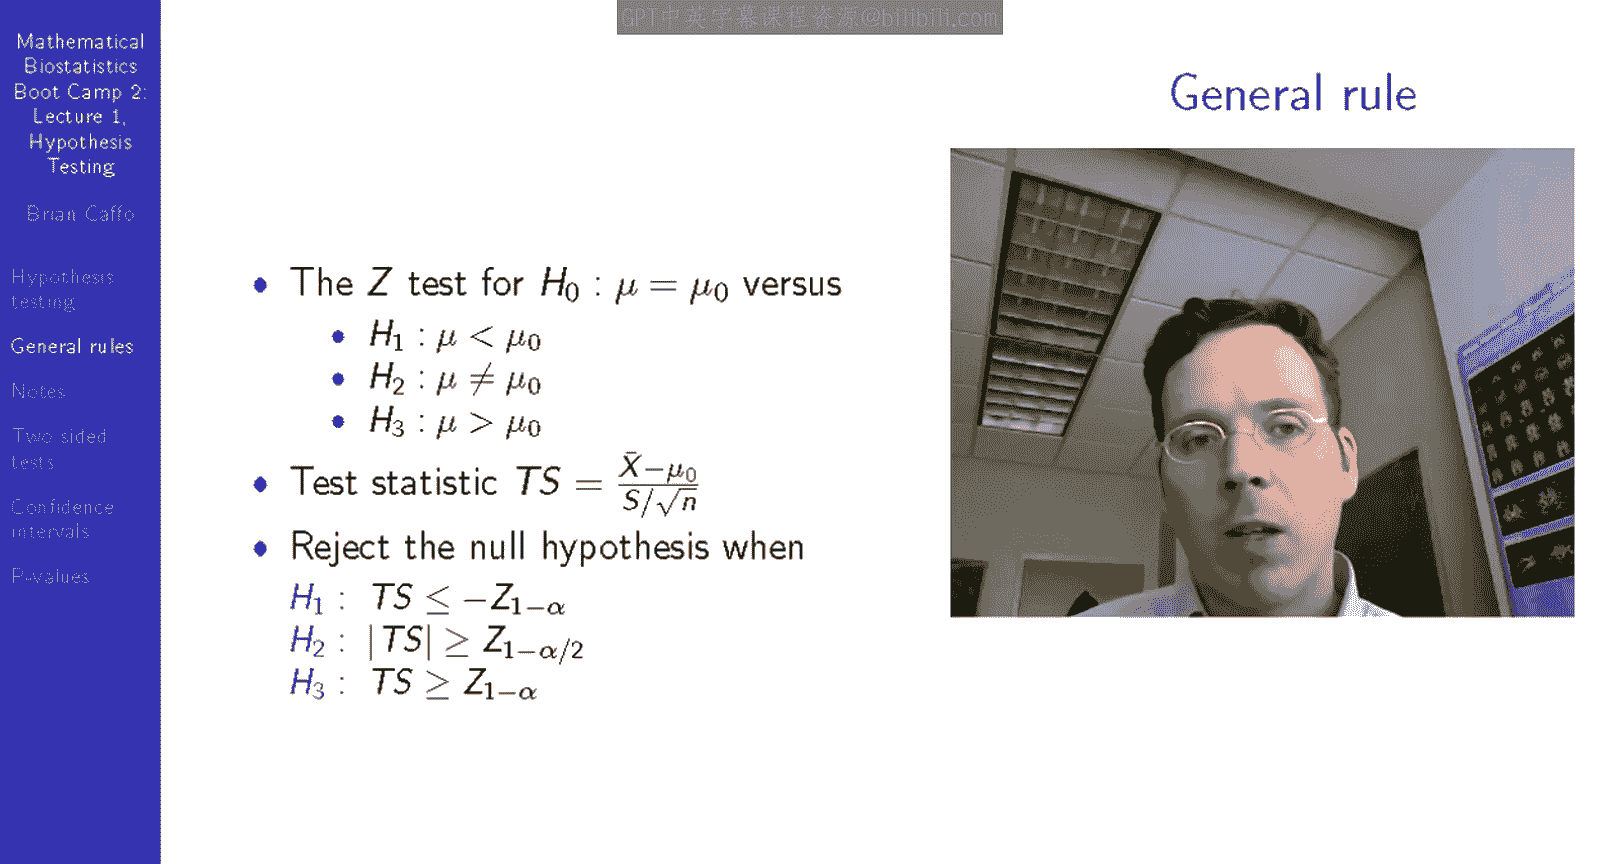 GPT中英字幕课程资源@bilibili.com
Mathematical
Biostatistics
Boot Camp 2:
Lecture 1,
Hypothesis
Testing
Brian Caffo
Hypothesis
testing
General rules
Notes
Two sided
tests
Confidence
intervals
P-values
General rule
• The Z test for H₀ : μ = μ₀ versus
• H₁ : μ < μ₀
• H₂ : μ ≠ μ₀
• H₃ : μ > μ₀
• Test statistic TS = (X̄−μ₀)/(S/√n)
• Reject the null hypothesis when
H₁ : TS ≤ −Z₁₋α
H₂ : |TS| ≥ Z₁₋α/₂
H₃ : TS ≥ Z₁₋α